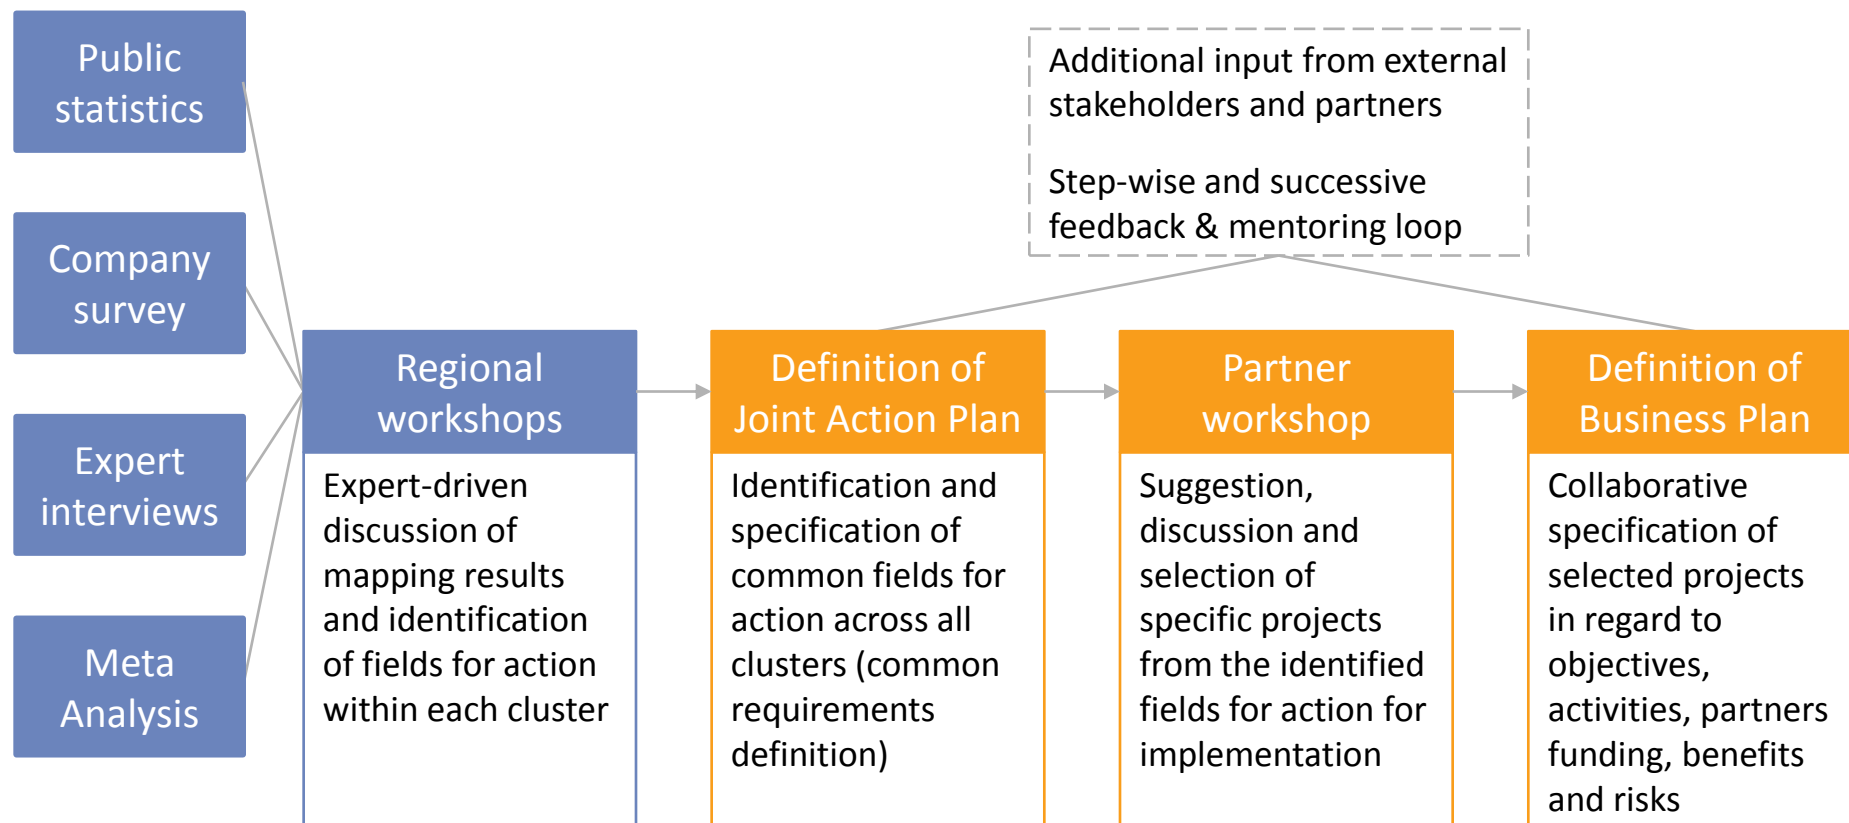 Public
statistics
Company
survey
Expert
interviews
Meta
Analysis
Additional input from external
stakeholders and partners
Step-wise and successive
feedback & mentoring loop
Regional
workshops
Expert-driven
discussion of
mapping results
and identification
of fields for action
within each cluster
Definition of
Joint Action Plan
Identification and
specification of
common fields for
action across all
clusters (common
requirements
definition)
Partner
workshop
Suggestion,
discussion and
selection of
specific projects
from the identified
fields for action for
implementation
Definition of
Business Plan
Collaborative
specification of
selected projects
in regard to
objectives,
activities, partners
funding, benefits
and risks